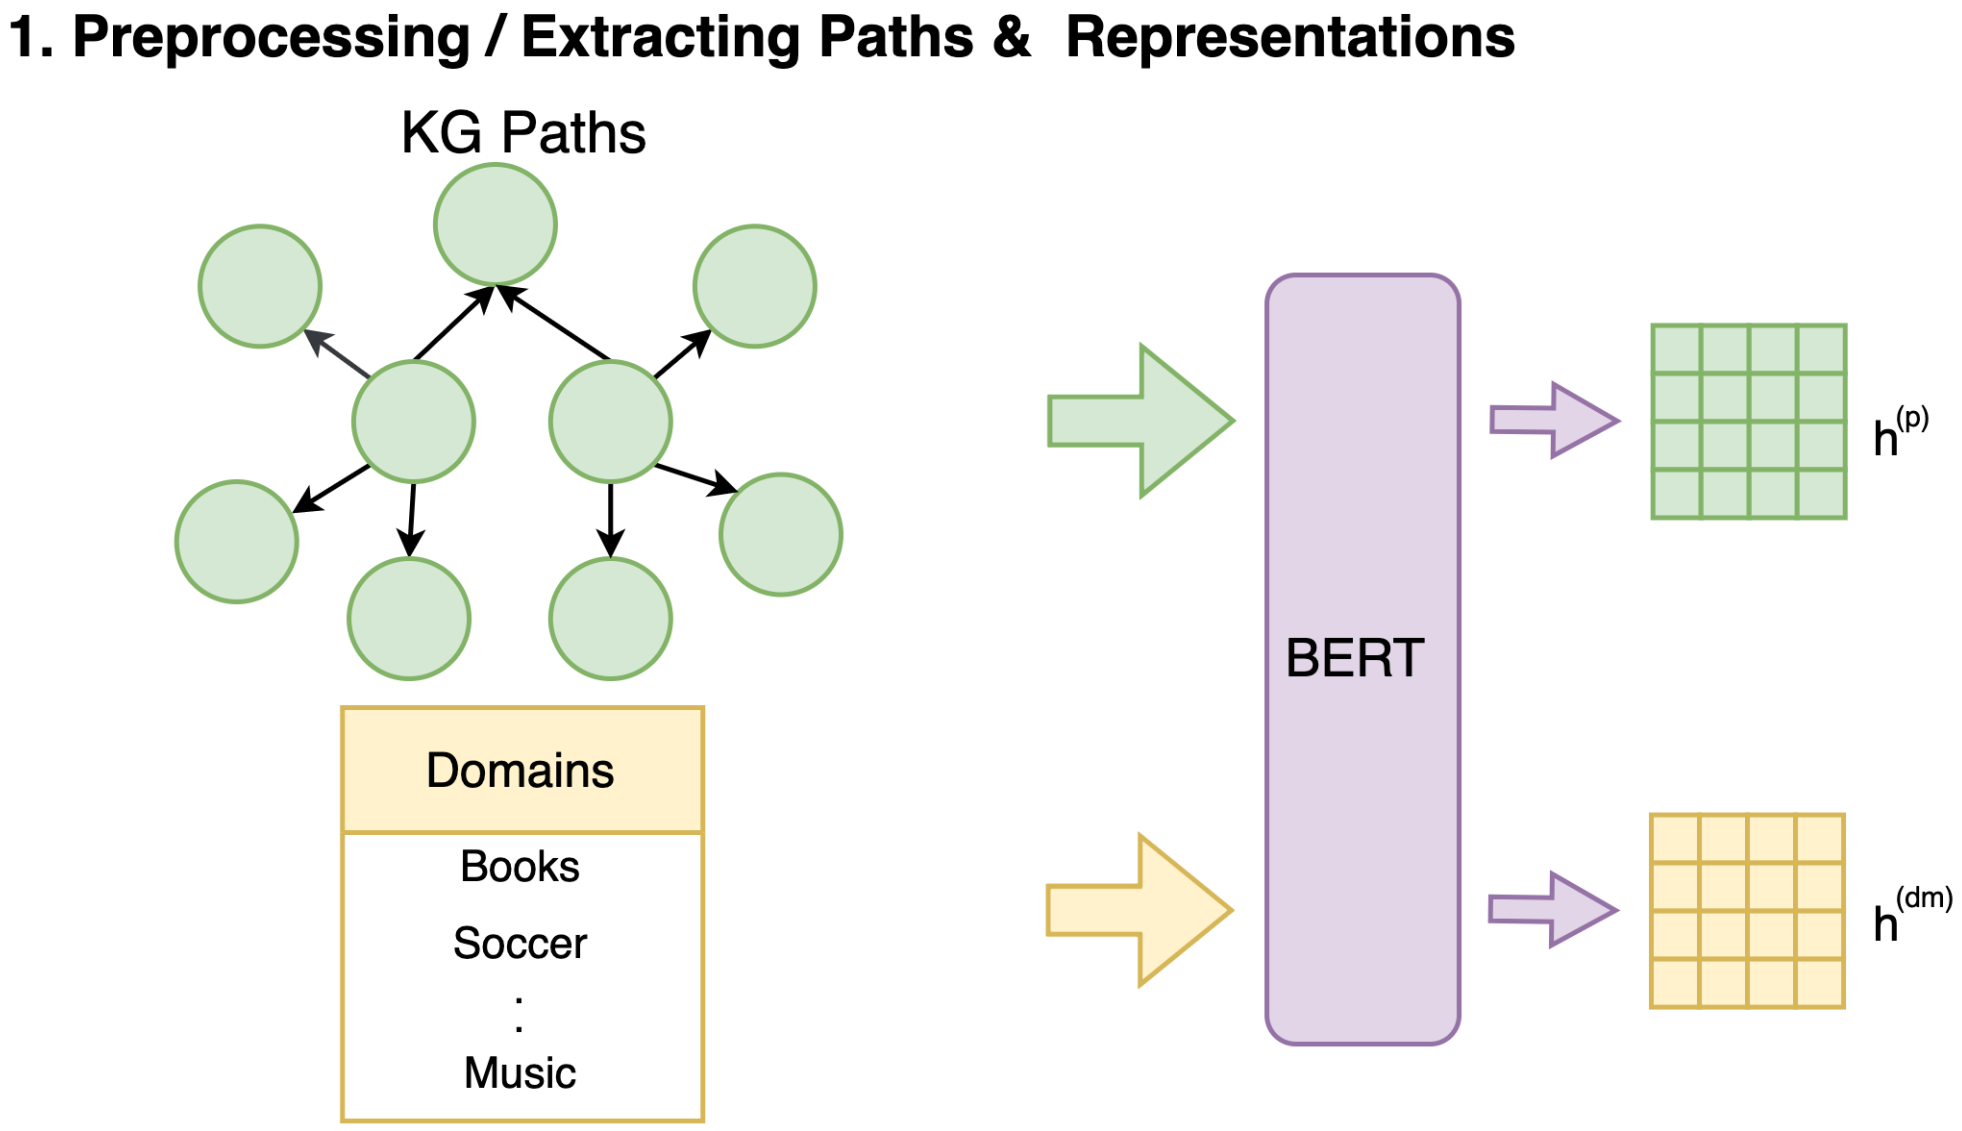 1. Preprocessing / Extracting Paths & Representations
KG Paths
h(p)
BERT
Domains
Books
Soccer
.
.
Music
h(dm)